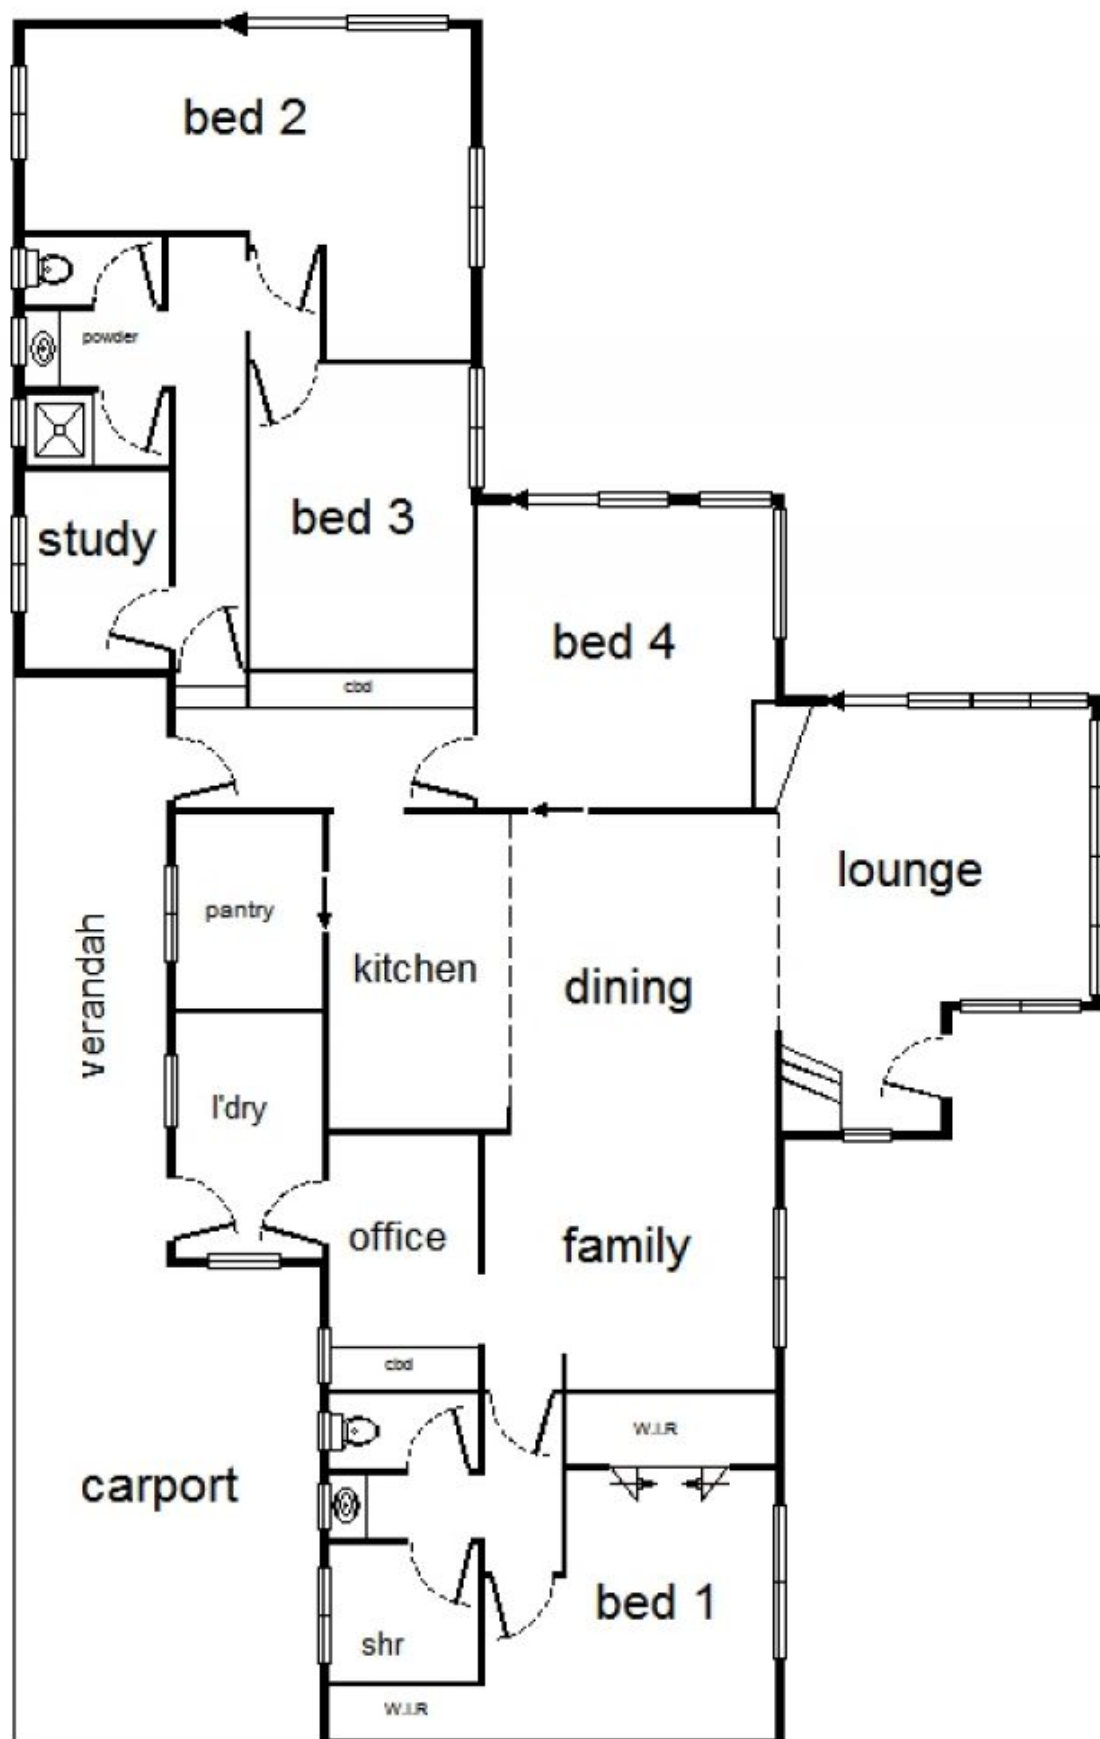 bed 2
powder
study
bed 3
bed 4
cbd
lounge
pantry
verandah
kitchen
dining
l'dry
office
family
cbd
W.I.R
carport
bed 1
shr
W.I.R